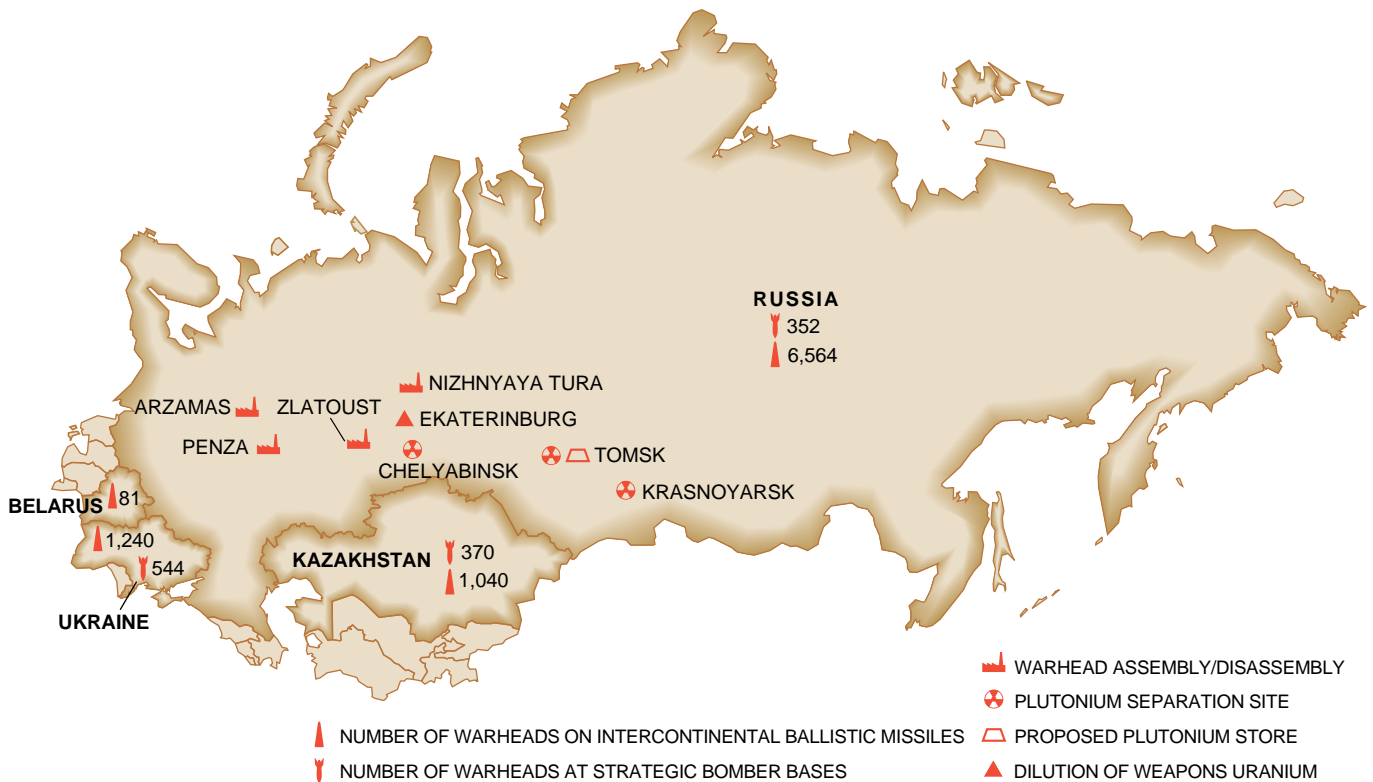 RUSSIA
352
6,564
NIZHNYAYA TURA
ARZAMAS
ZLATOUST
EKATERINBURG
PENZA
CHELYABINSK
TOMSK
KRASNOYARSK
BELARUS
81
1,240
544
UKRAINE
KAZAKHSTAN
370
1,040
NUMBER OF WARHEADS ON INTERCONTINENTAL BALLISTIC MISSILES
NUMBER OF WARHEADS AT STRATEGIC BOMBER BASES
WARHEAD ASSEMBLY/DISASSEMBLY
PLUTONIUM SEPARATION SITE
PROPOSED PLUTONIUM STORE
DILUTION OF WEAPONS URANIUM